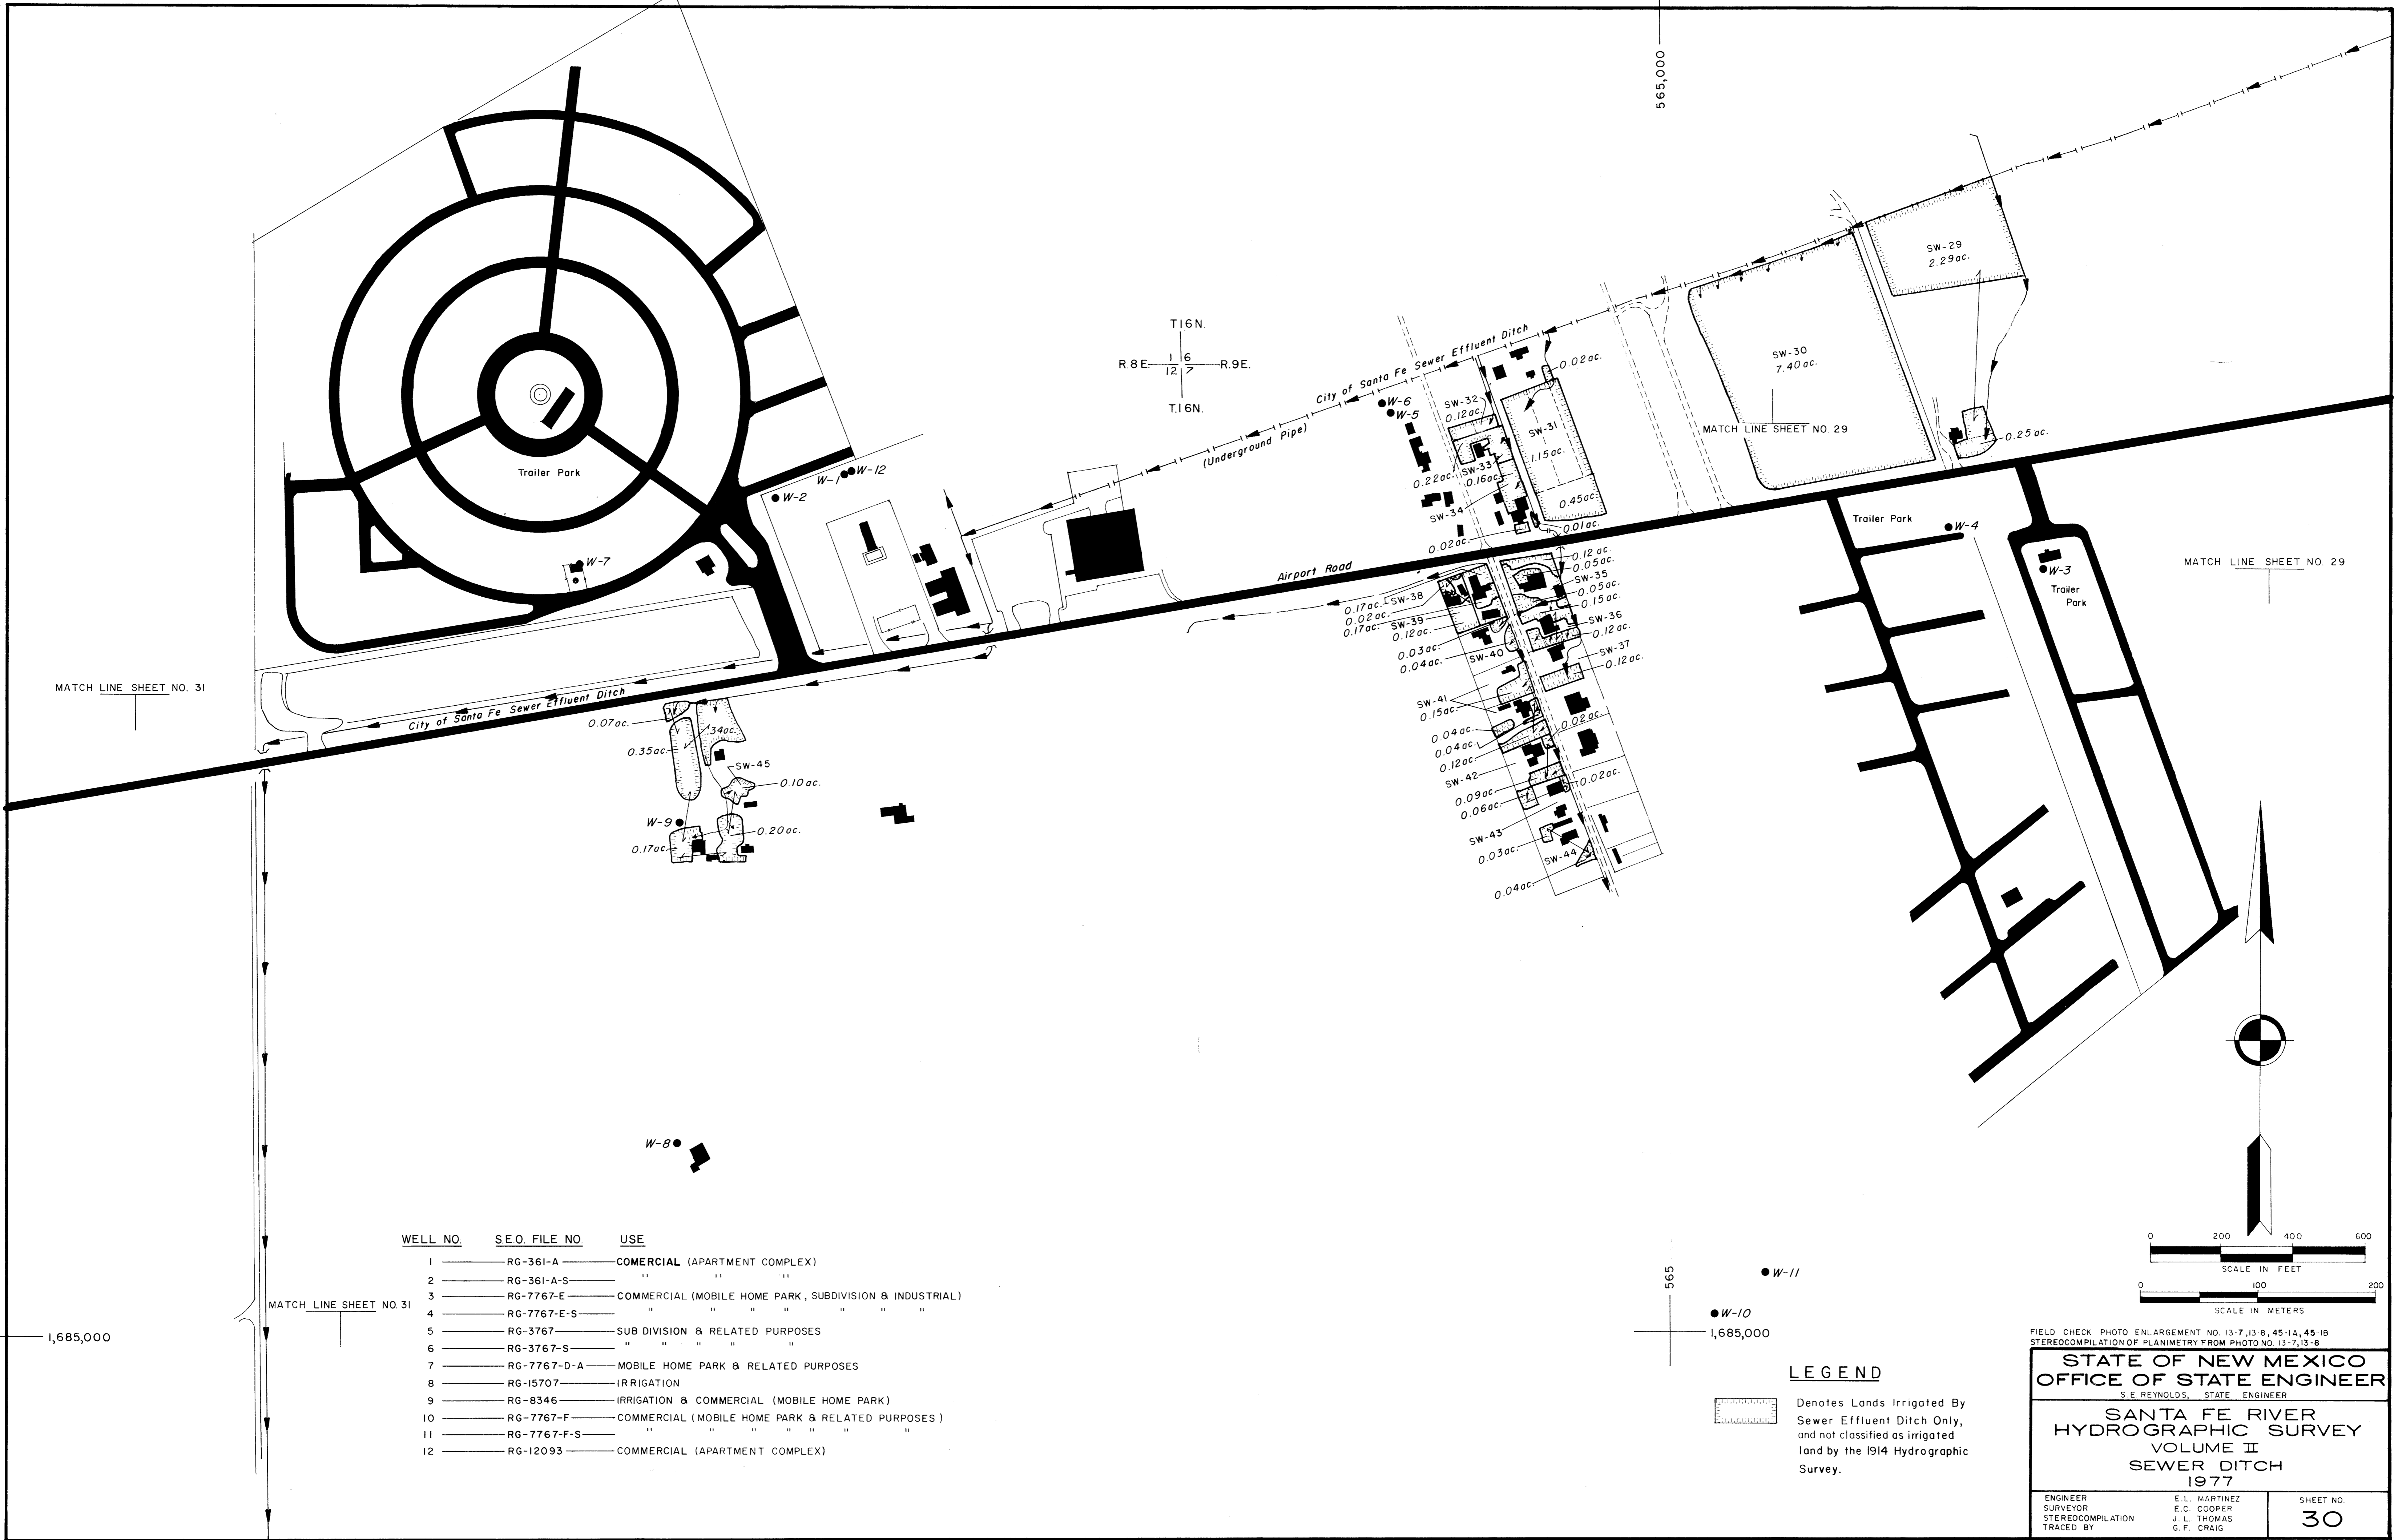 565,000
SW-29
2.29ac.
SW-30
7.40ac.
MATCH LINE SHEET NO. 29
0.25ac.
T16N.
R.8E. 1 6 R.9E.
12 7
T.16N.
City of Santa Fe Sewer Effluent Ditch
(Underground Pipe)
W-6
W-5
0.02ac.
SW-32
0.12ac.
SW-31
1.15ac.
SW-33
0.22ac.
0.16ac.
0.45ac.
SW-34
0.01ac.
0.02ac.
Trailer Park
W-12
W-1
W-2
W-7
Trailer Park
W-4
W-3
Trailer
Park
MATCH LINE SHEET NO. 29
Airport Road
0.12ac.
0.05ac.
SW-35
0.05ac.
0.15ac.
SW-36
0.12ac.
SW-37
0.12ac.
0.17ac.
SW-38
0.02ac.
0.17ac.
SW-39
0.12ac.
0.03ac.
0.04ac.
SW-40
SW-41
0.15ac.
0.02ac.
0.04ac.
0.04ac.
0.12ac.
SW-42
0.02ac.
0.09ac.
0.06ac.
SW-43
0.03ac.
SW-44
0.04ac.
MATCH LINE SHEET NO. 31
City of Santa Fe Sewer Effluent Ditch
0.07ac.
.34ac.
0.35ac.
SW-45
0.10ac.
W-9
0.20ac.
0.17ac.
W-8
WELL NO. S.E.O. FILE NO. USE
1 RG-361-A COMERCIAL (APARTMENT COMPLEX)
2 RG-361-A-S " " "
3 RG-7767-E COMMERCIAL (MOBILE HOME PARK, SUBDIVISION & INDUSTRIAL)
4 RG-7767-E-S " " " " " " "
5 RG-3767 SUB DIVISION & RELATED PURPOSES
6 RG-3767-S " " " " "
7 RG-7767-D-A MOBILE HOME PARK & RELATED PURPOSES
8 RG-15707 IRRIGATION
9 RG-8346 IRRIGATION & COMMERCIAL (MOBILE HOME PARK)
10 RG-7767-F COMMERCIAL (MOBILE HOME PARK & RELATED PURPOSES)
11 RG-7767-F-S " " " " " "
12 RG-12093 COMMERCIAL (APARTMENT COMPLEX)
MATCH LINE SHEET NO. 31
1,685,000
565
W-11
W-10
1,685,000
LEGEND
Denotes Lands Irrigated By
Sewer Effluent Ditch Only,
and not classified as irrigated
land by the 1914 Hydrographic
Survey.
0 200 400 600
SCALE IN FEET
0 100 200
SCALE IN METERS
FIELD CHECK PHOTO ENLARGEMENT NO. 13-7, 13-8, 45-1A, 45-1B
STEREOCOMPILATION OF PLANIMETRY FROM PHOTO NO. 13-7, 13-8
STATE OF NEW MEXICO
OFFICE OF STATE ENGINEER
S.E. REYNOLDS, STATE ENGINEER
SANTA FE RIVER
HYDROGRAPHIC SURVEY
VOLUME II
SEWER DITCH
1977
ENGINEER E.L. MARTINEZ
SURVEYOR E.C. COOPER
STEREOCOMPILATION J.L. THOMAS
TRACED BY G.F. CRAIG
SHEET NO.
30